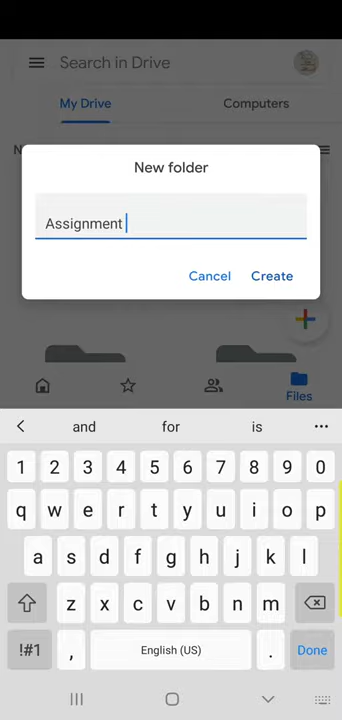 Search in Drive
My Drive Computers
N
New folder
Assignment
Cancel Create
Files
and for is
1 2 3 4 5 6 7 8 9 0
q w e r t y u i o p
a s d f g h j k l
z x c v b n m
!#1 , English (US) . Done